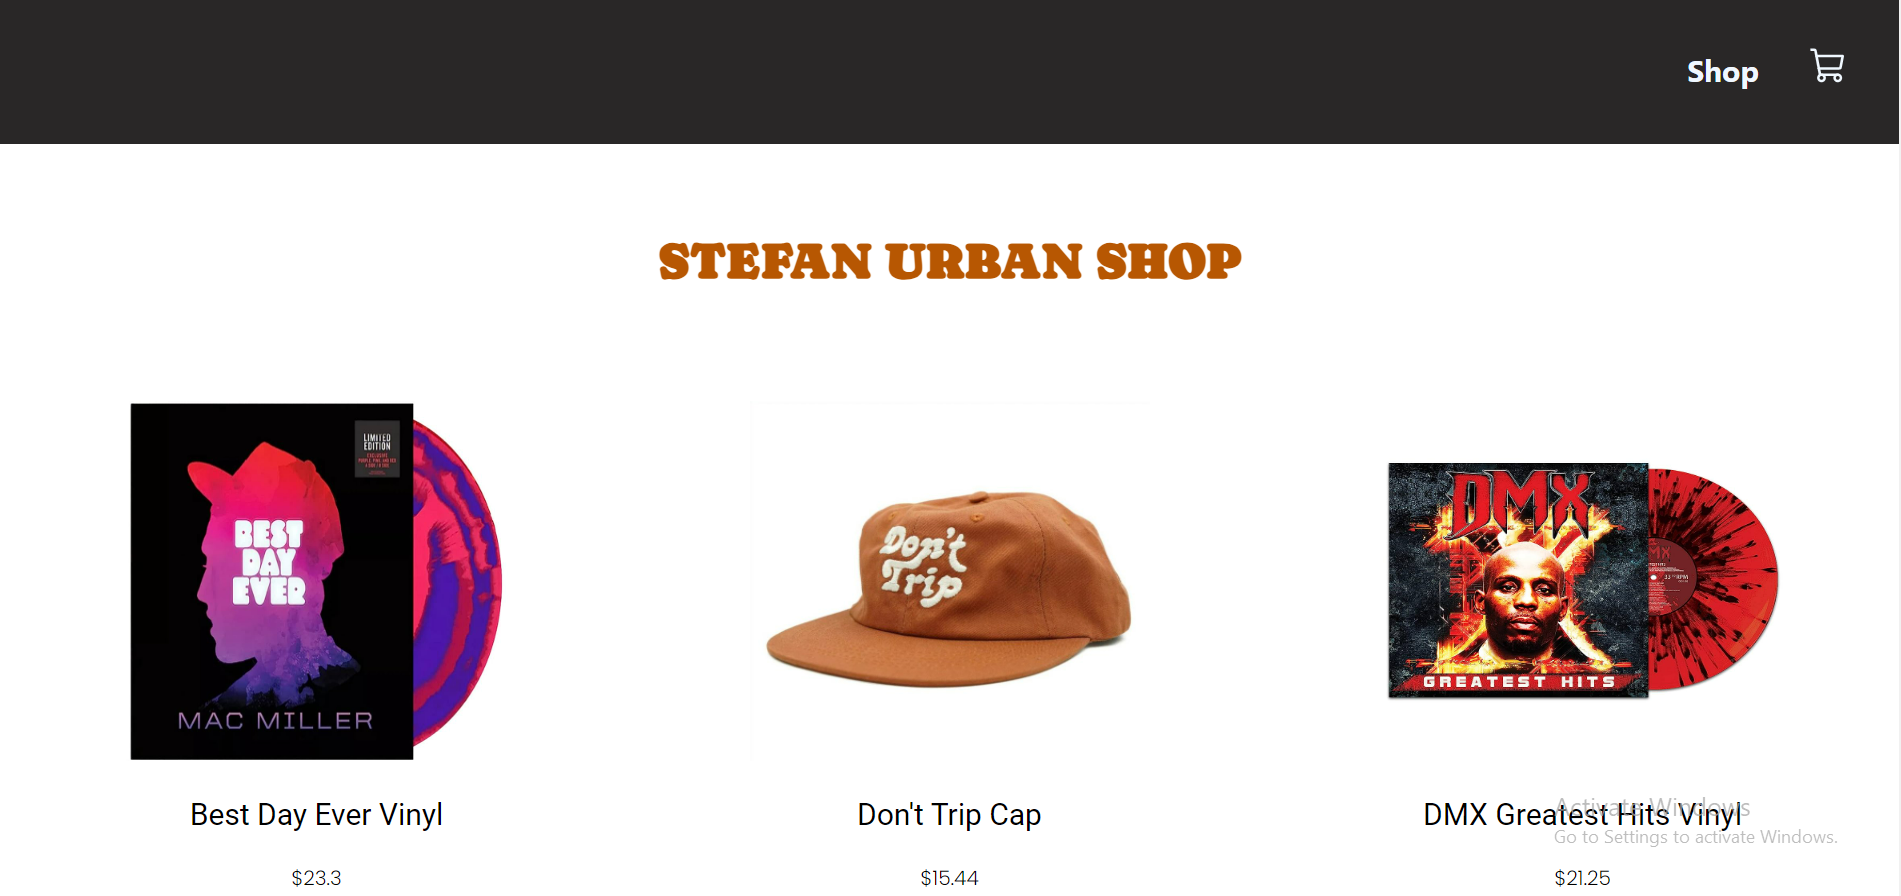 Shop
STEFAN URBAN SHOP
LIMITED
EDITION
BEST
DAY
EVER
MAC MILLER
Don't
Trip
DMX
GREATEST HITS
33 RPM
Best Day Ever Vinyl
Don't Trip Cap
DMX Greatest Hits Vinyl
Activate Windows
Go to Settings to activate Windows.
$23.3
$15.44
$21.25